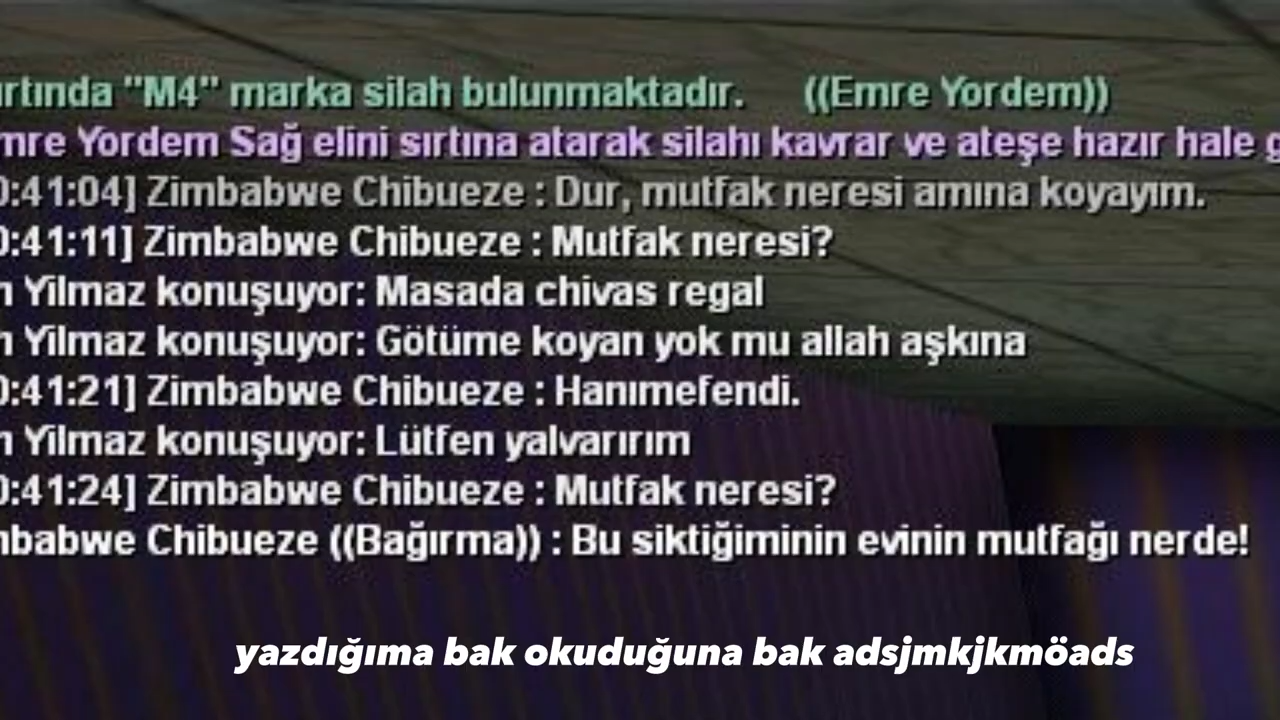 ırtında "M4" marka silah bulunmaktadır. ((Emre Yordem))
mre Yordem Sağ elini sırtına atarak silahı kavrar ve ateşe hazır hale g
0:41:04] Zimbabwe Chibueze : Dur, mutfak neresi amına koyayım.
0:41:11] Zimbabwe Chibueze : Mutfak neresi?
n Yilmaz konuşuyor: Masada chivas regal
n Yilmaz konuşuyor: Götüme koyan yok mu allah aşkına
0:41:21] Zimbabwe Chibueze : Hanımefendi.
n Yilmaz konuşuyor: Lütfen yalvarırım
0:41:24] Zimbabwe Chibueze : Mutfak neresi?
nbabwe Chibueze ((Bağırma)) : Bu siktiğiminin evinin mutfağı nerde!
yazdığıma bak okuduğuna bak adsjmkjkmöads